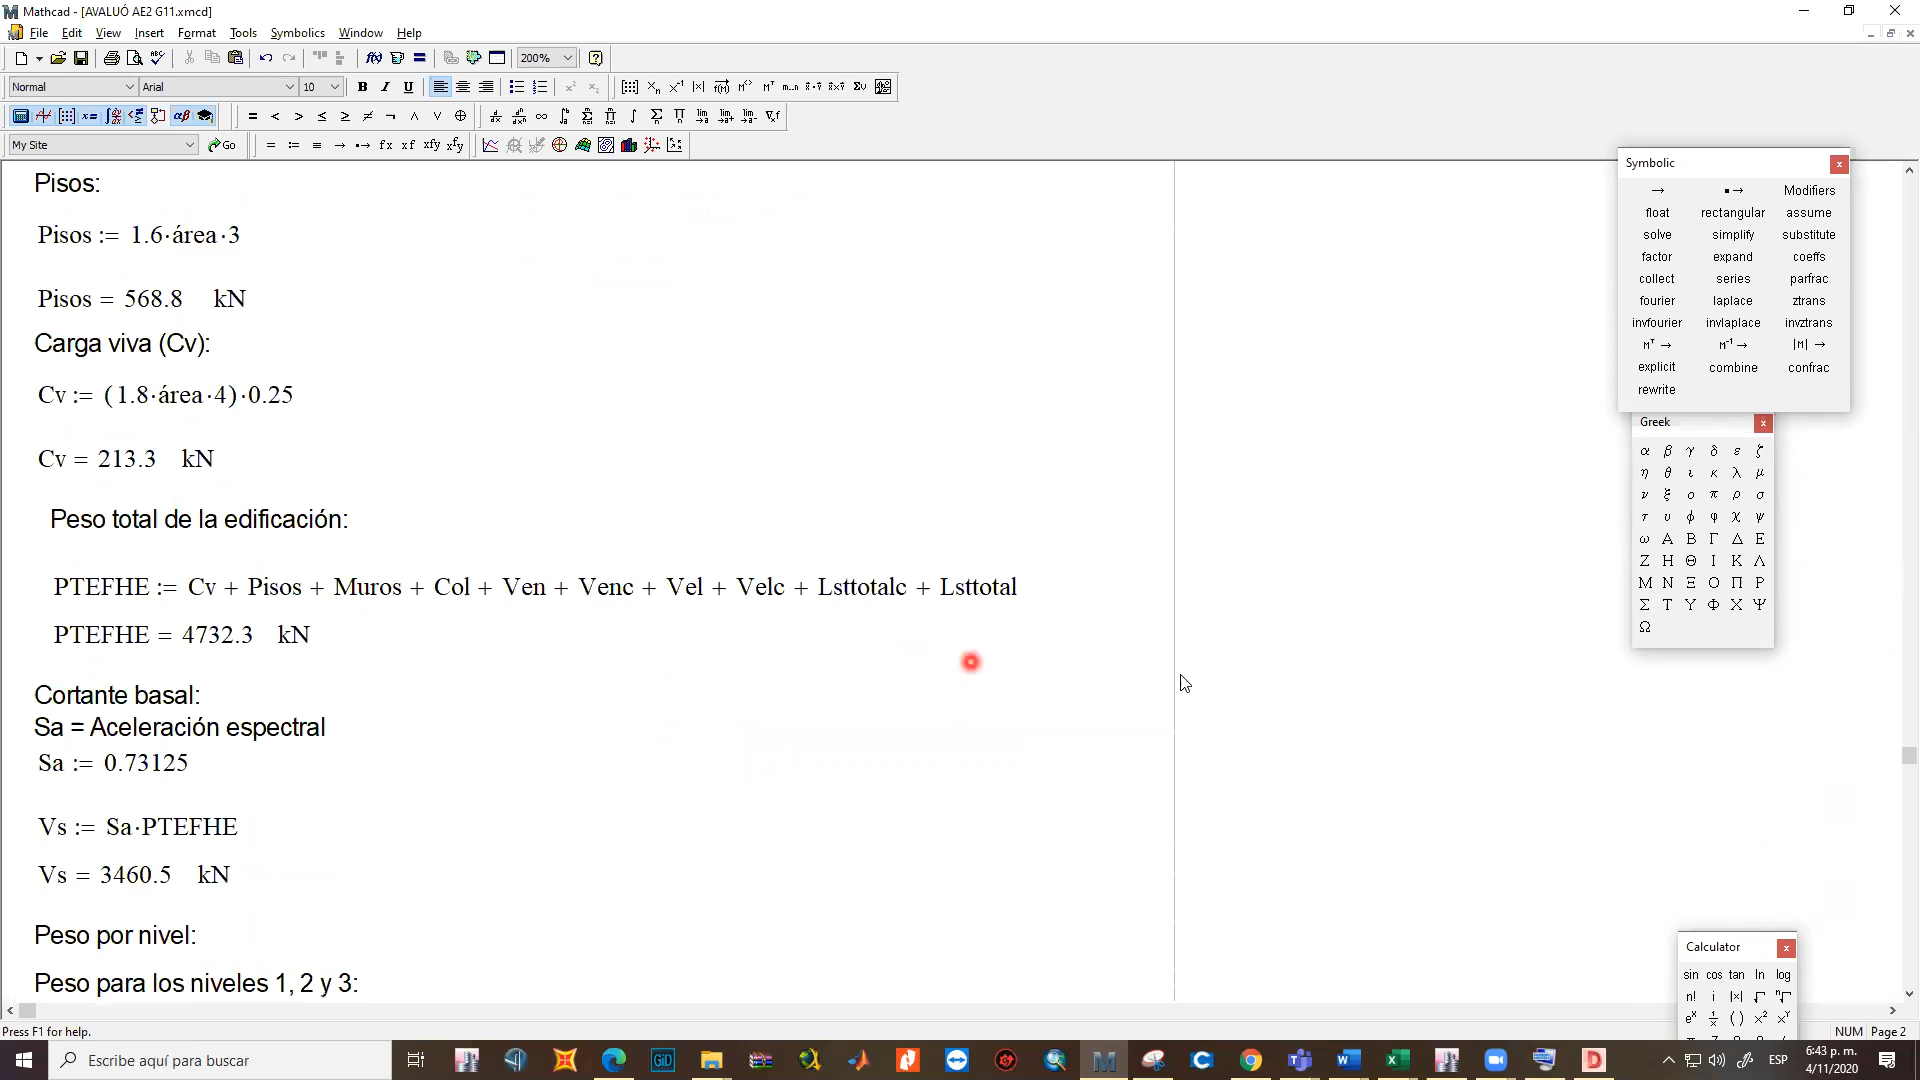 Mathcad - [AVALUÓ AE2 G11.xmcd]
File Edit View Insert Format Tools Symbolics Window Help
200%
Normal Arial 10 B I U
My Site Go
Pisos:
Pisos := 1.6·área·3
Pisos = 568.8 kN
Carga viva (Cv):
Cv := (1.8·área·4)·0.25
Cv = 213.3 kN
Peso total de la edificación:
PTEFHE := Cv + Pisos + Muros + Col + Ven + Venc + Vel + Velc + Lsttotalc + Lsttotal
PTEFHE = 4732.3 kN
Cortante basal:
Sa = Aceleración espectral
Sa := 0.73125
Vs := Sa·PTEFHE
Vs = 3460.5 kN
Peso por nivel:
Peso para los niveles 1, 2 y 3:
Symbolic
→ ▪→ Modifiers
float rectangular assume
solve simplify substitute
factor expand coeffs
collect series parfrac
fourier laplace ztrans
invfourier invlaplace invztrans
Mᵀ → M⁻¹ → |M| →
explicit combine confrac
rewrite
Greek
α β γ δ ε ζ
η θ ι κ λ μ
ν ξ ο π ρ σ
τ υ ϕ φ χ ψ
ω Α Β Γ Δ Ε
Ζ Η Θ Ι Κ Λ
Μ Ν Ξ Ο Π Ρ
Σ Τ Υ Φ Χ Ψ
Ω
Calculator
sin cos tan ln log
n! i |×| √ ⁿ√
eˣ 1/x ( ) x² xʸ
Press F1 for help.
NUM Page 2
Escribe aquí para buscar
GiD
ESP
6:43 p. m.
4/11/2020